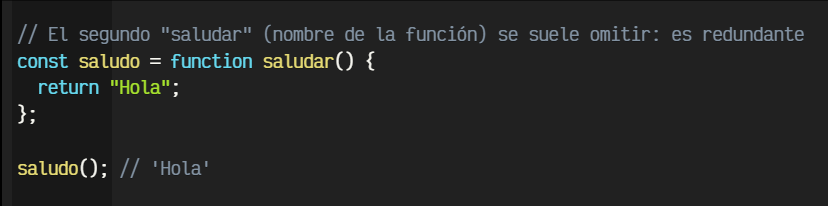 // El segundo "saludar" (nombre de la función) se suele omitir: es redundante
const saludo = function saludar() {
  return "Hola";
};
saludo(); // 'Hola'